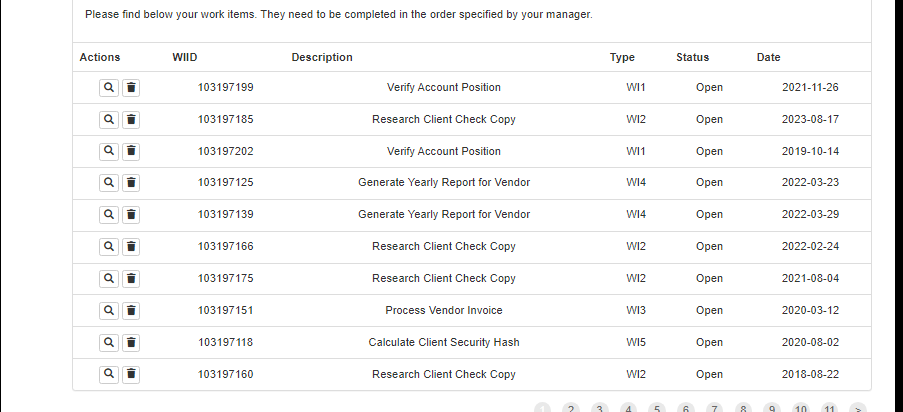 Please find below your work items. They need to be completed in the order specified by your manager.
Actions WIID Description Type Status Date
103197199 Verify Account Position WI1 Open 2021-11-26
103197185 Research Client Check Copy WI2 Open 2023-08-17
103197202 Verify Account Position WI1 Open 2019-10-14
103197125 Generate Yearly Report for Vendor WI4 Open 2022-03-23
103197139 Generate Yearly Report for Vendor WI4 Open 2022-03-29
103197166 Research Client Check Copy WI2 Open 2022-02-24
103197175 Research Client Check Copy WI2 Open 2021-08-04
103197151 Process Vendor Invoice WI3 Open 2020-03-12
103197118 Calculate Client Security Hash WI5 Open 2020-08-02
103197160 Research Client Check Copy WI2 Open 2018-08-22
1 2 3 4 5 6 7 8 9 10 11 >